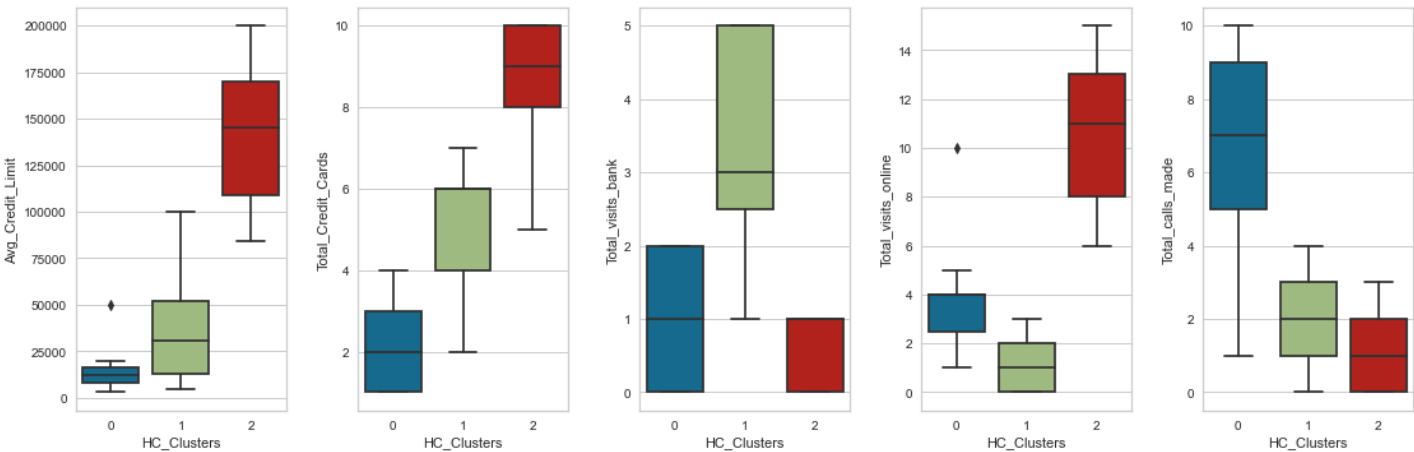 Avg_Credit_Limit
200000
175000
150000
125000
100000
75000
50000
25000
0
0 1 2
HC_Clusters
Total_Credit_Cards
10
8
6
4
2
0 1 2
HC_Clusters
Total_visits_bank
5
4
3
2
1
0
0 1 2
HC_Clusters
Total_visits_online
14
12
10
8
6
4
2
0
0 1 2
HC_Clusters
Total_calls_made
10
8
6
4
2
0
0 1 2
HC_Clusters